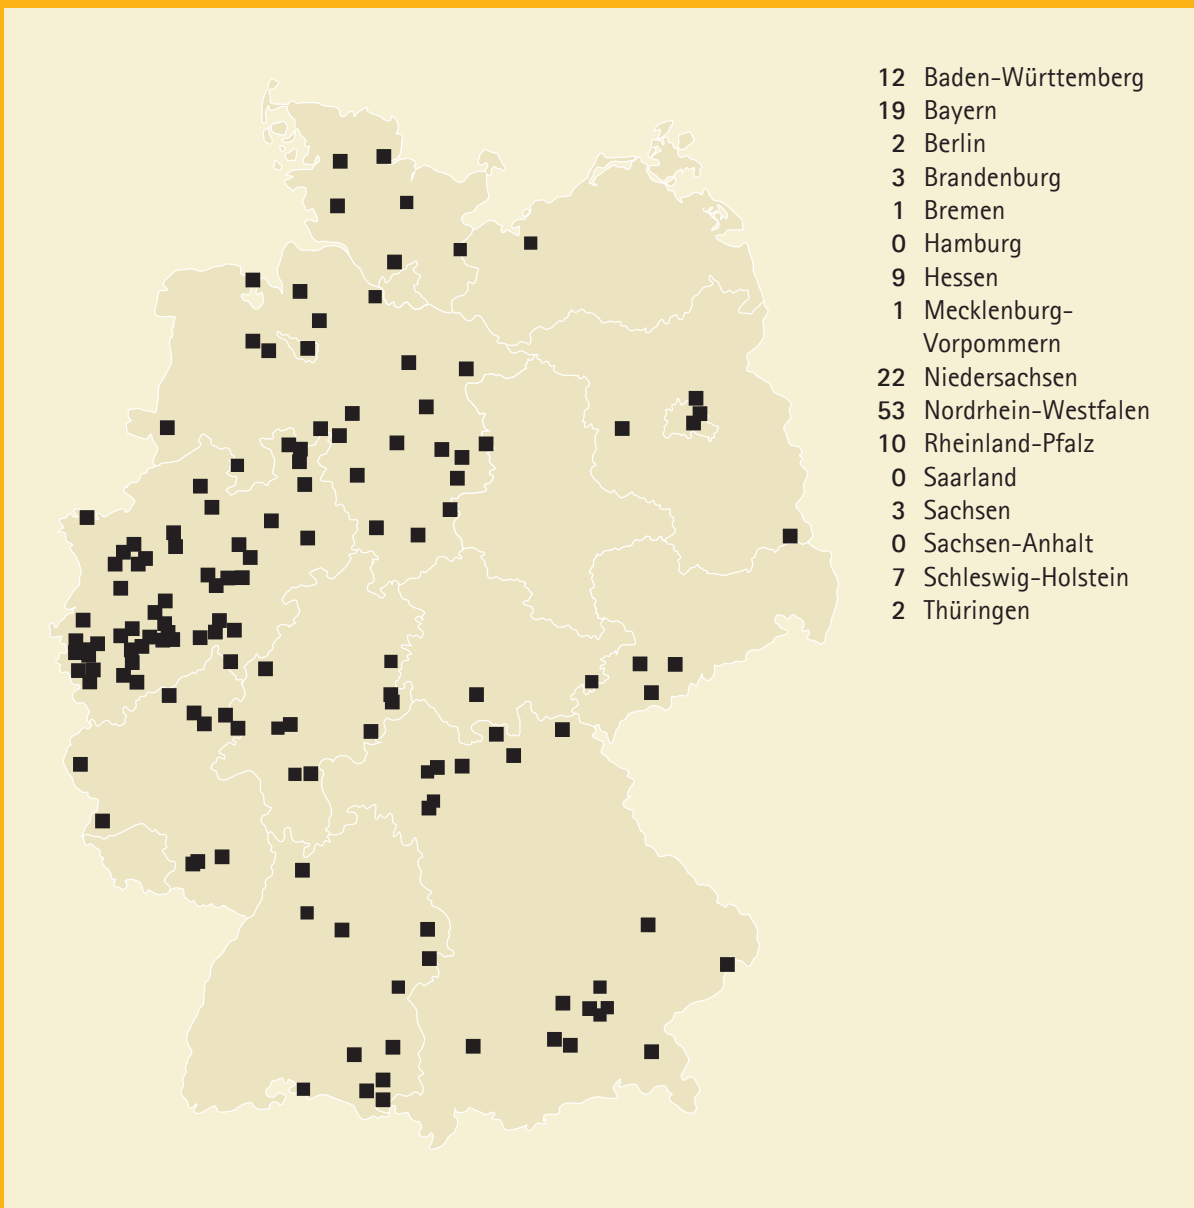 12 Baden-Württemberg
19 Bayern
2 Berlin
3 Brandenburg
1 Bremen
0 Hamburg
9 Hessen
1 Mecklenburg-
Vorpommern
22 Niedersachsen
53 Nordrhein-Westfalen
10 Rheinland-Pfalz
0 Saarland
3 Sachsen
0 Sachsen-Anhalt
7 Schleswig-Holstein
2 Thüringen